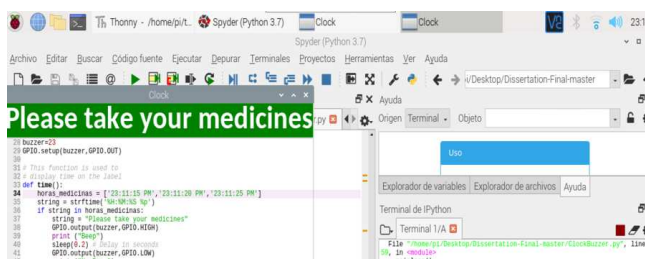 Thonny - /home/pi/t..
Spyder (Python 3.7)
Clock
Clock
23:1
Spyder (Python 3.7)
Archivo Editar Buscar Código fuente Ejecutar Depurar Terminales Proyectos Herramientas Ver Ayuda
i/Desktop/Dissertation-Final-master
Clock
Ayuda
Please take your medicines
r.py
Origen Terminal Objeto
28 buzzer=23
29 GPIO.setup(buzzer,GPIO.OUT)
30
31 # This function is used to
32 # display time on the label
33 def time():
34 horas_medicinas = ['23:11:15 PM','23:11:20 PM','23:11:25 PM']
35 string = strftime('%H:%M:%S %p')
36 if string in horas_medicinas:
37 string = "Please take your medicines"
38 GPIO.output(buzzer,GPIO.HIGH)
39 print ("Beep")
40 sleep(0.2) # Delay in seconds
41 GPIO.output(buzzer,GPIO.LOW)
Uso
Explorador de variables Explorador de archivos Ayuda
Terminal de IPython
Terminal 1/A
File "/home/pi/Desktop/Dissertation-Final-master/ClockBuzzer.py", line
59, in <module>